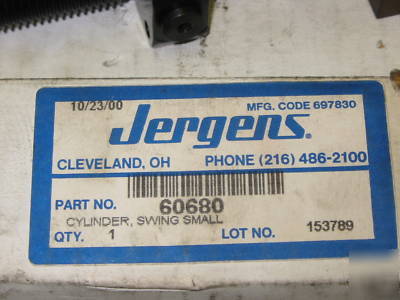 10/23/00 MFG. CODE 697830
Jergens®
CLEVELAND, OH PHONE (216) 486-2100
PART NO. 60680
CYLINDER, SWING SMALL
QTY. 1 LOT NO. 153789